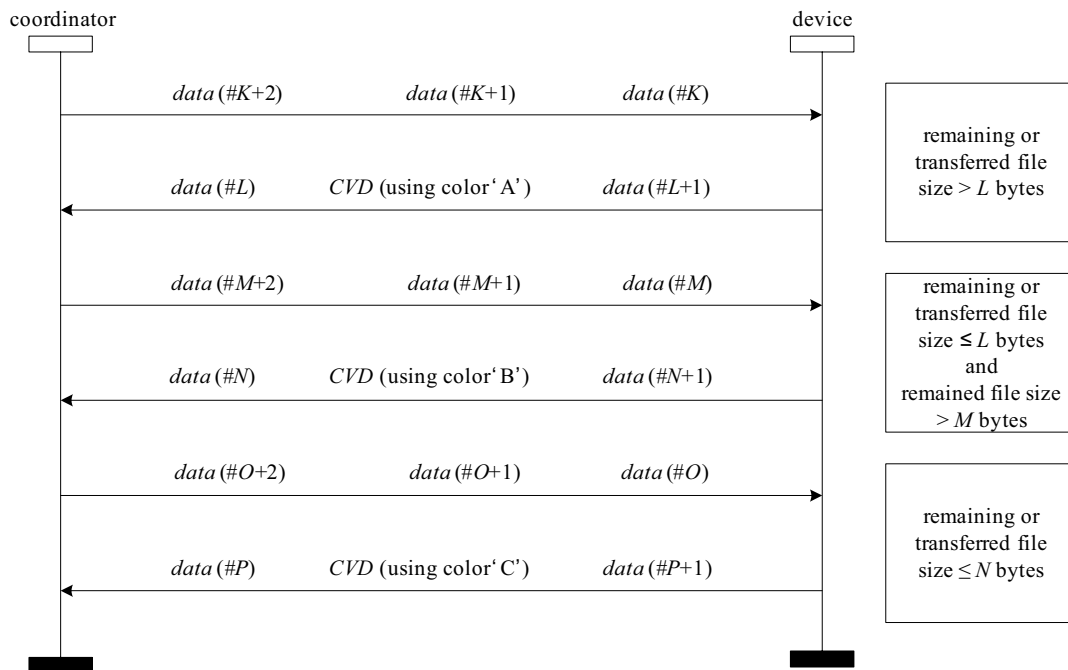 coordinator
device
data (#K+2) data (#K+1) data (#K)
remaining or
transferred file
size > L bytes
data (#L) CVD (using color‘A’) data (#L+1)
data (#M+2) data (#M+1) data (#M)
remaining or
transferred file
size ≤ L bytes
and
remained file size
> M bytes
data (#N) CVD (using color‘B’) data (#N+1)
data (#O+2) data (#O+1) data (#O)
remaining or
transferred file
size ≤ N bytes
data (#P) CVD (using color‘C’) data (#P+1)